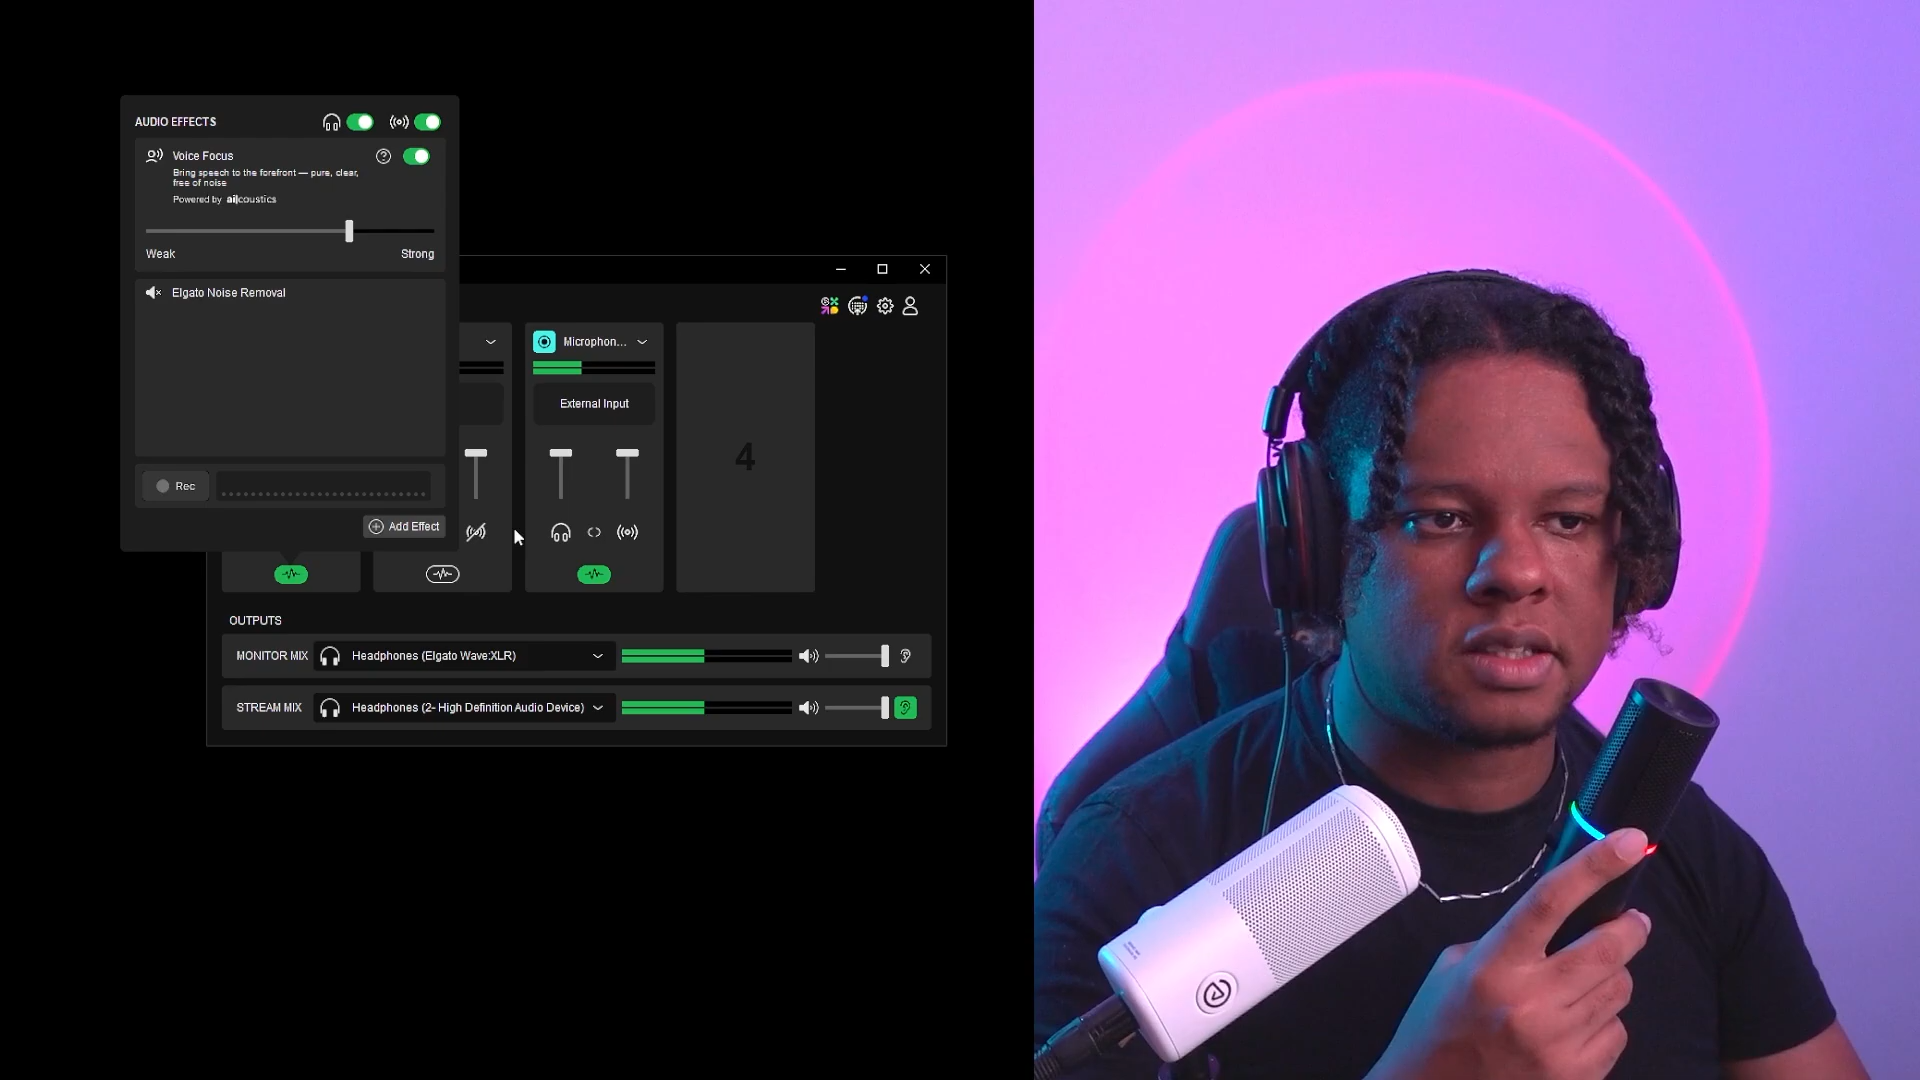 AUDIO EFFECTS
Voice Focus
Bring speech to the forefront — pure, clear,
free of noise
Powered by ai|coustics
Weak
Strong
Elgato Noise Removal
Rec
Add Effect
Microphon...
External Input
4
OUTPUTS
MONITOR MIX
Headphones (Elgato Wave:XLR)
STREAM MIX
Headphones (2- High Definition Audio Device)